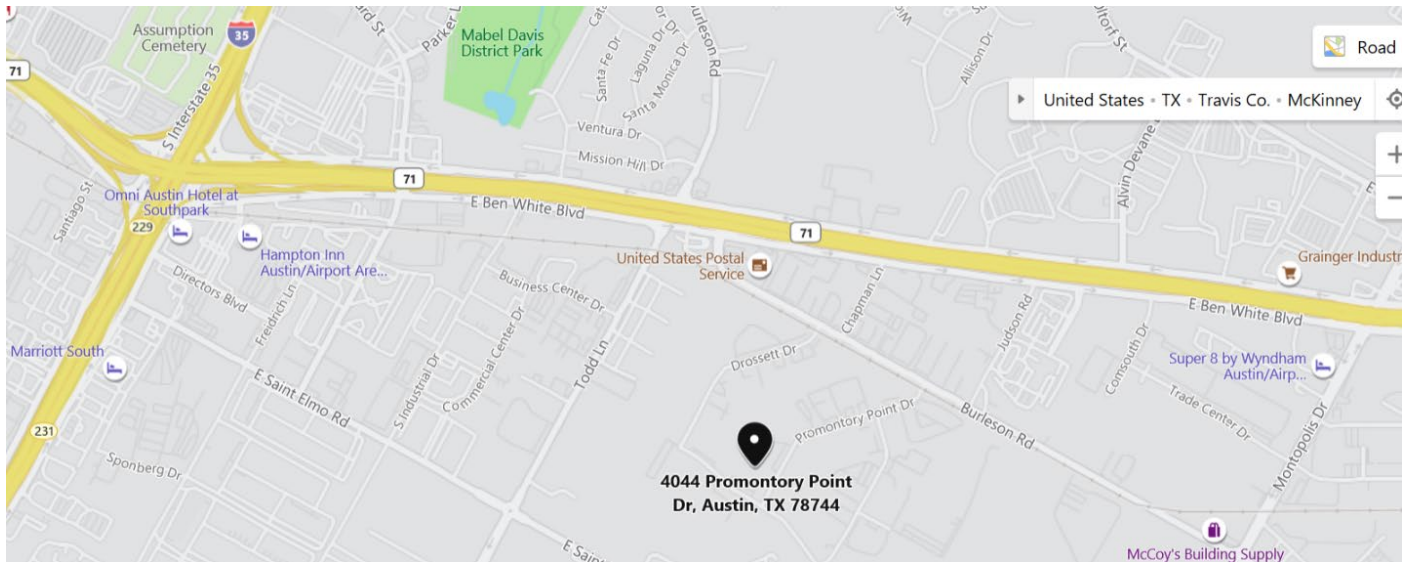 Assumption
Cemetery
35
71
S Interstate 35
Parker L
Mabel Davis
District Park
Santa Fe Dr
Laguna Dr
Santa Monica Dr
Burleson Rd
Allison Dr
Oltorf St
Road
United States • TX • Travis Co. • McKinney
Ventura Dr
Mission Hill Dr
Alvin Devane
71
E Ben White Blvd
Santiago St
Omni Austin Hotel at
Southpark
229
Hampton Inn
Austin/Airport Are...
Directors Blvd
Freidrich Ln
Business Center Dr
Commercial Center Dr
S Industrial Dr
Todd Ln
United States Postal
Service
71
Chapman Ln
Judson Rd
Grainger Industr
E Ben White Blvd
Marriott South
E Saint Elmo Rd
Drossett Dr
Comsouth Dr
Super 8 by Wyndham
Austin/Airp...
Trade Center Dr
Promontory Point Dr
Burleson Rd
Montopolis Dr
231
Sponberg Dr
4044 Promontory Point
Dr, Austin, TX 78744
E Sain
McCoy's Building Supply